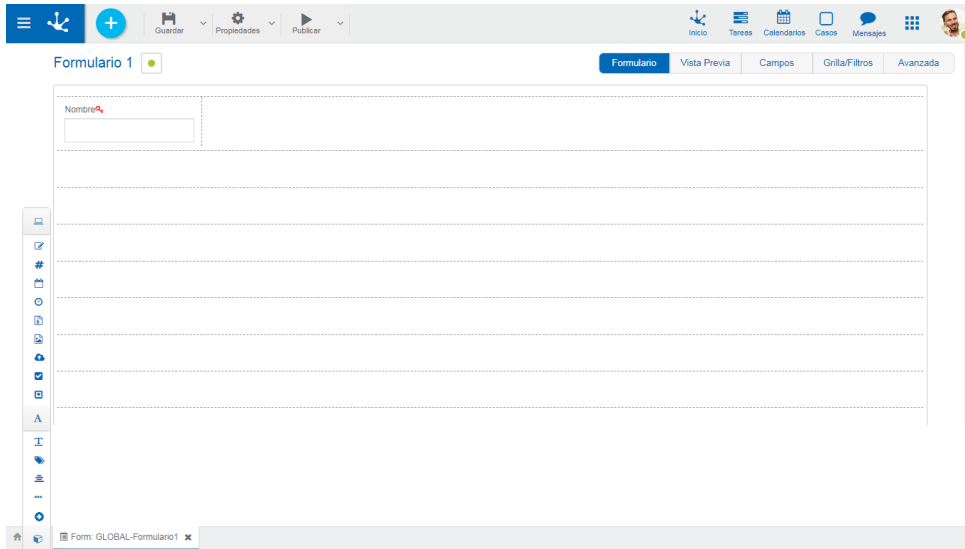 Guardar
Propiedades
Publicar
Inicio
Tareas
Calendarios
Casos
Mensajes
Formulario 1
Formulario
Vista Previa
Campos
Grilla/Filtros
Avanzada
Nombre
Form: GLOBAL-Formulario1